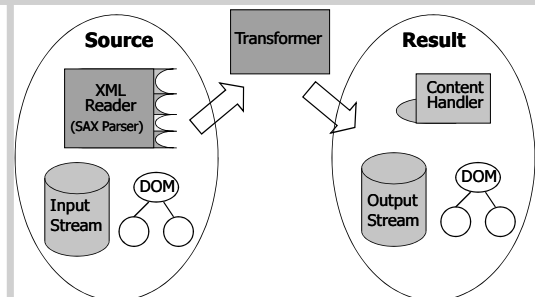 Source
Transformer
Result
XML
Reader
(SAX Parser)
Content
Handler
Input
Stream
DOM
Output
Stream
DOM